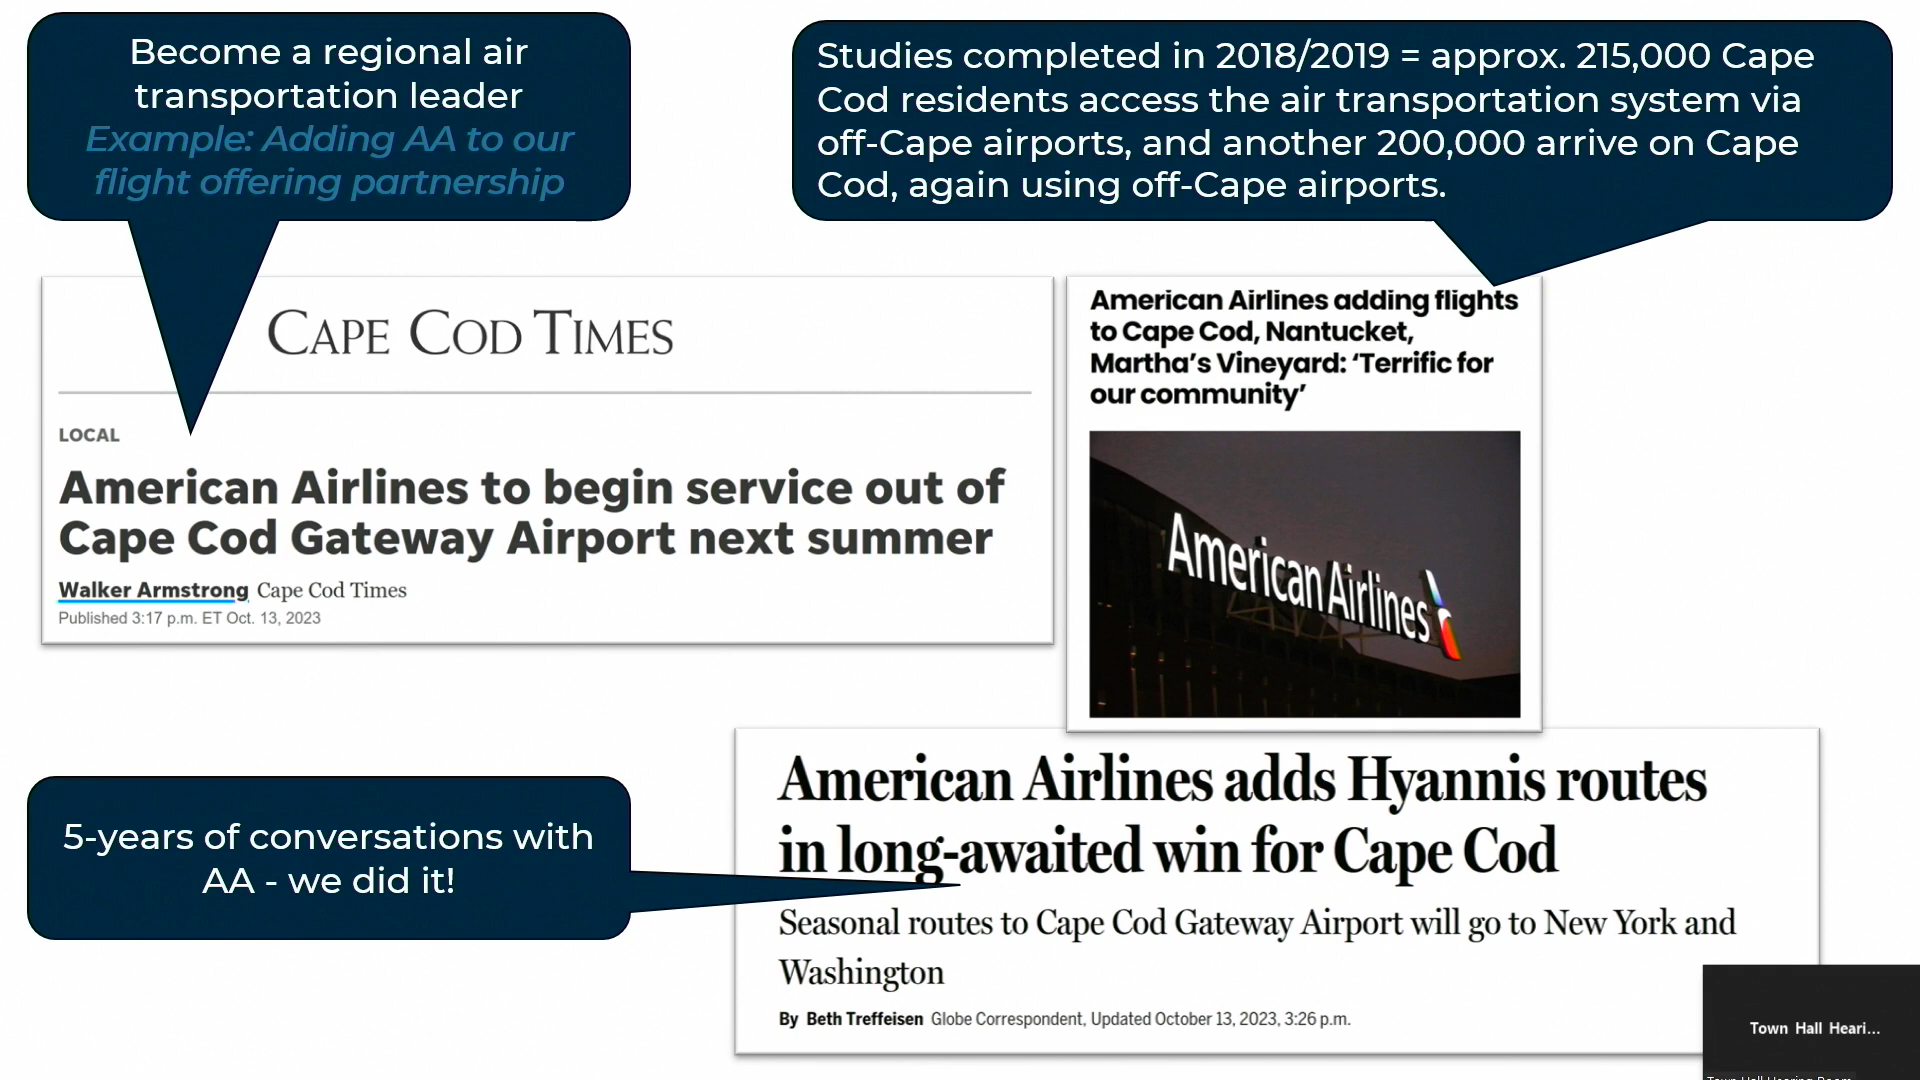 Become a regional air
transportation leader
Example: Adding AA to our
flight offering partnership
Studies completed in 2018/2019 = approx. 215,000 Cape
Cod residents access the air transportation system via
off-Cape airports, and another 200,000 arrive on Cape
Cod, again using off-Cape airports.
CAPE COD TIMES
LOCAL
American Airlines to begin service out of
Cape Cod Gateway Airport next summer
Walker Armstrong Cape Cod Times
Published 3:17 p.m. ET Oct. 13, 2023
American Airlines adding flights
to Cape Cod, Nantucket,
Martha's Vineyard: ‘Terrific for
our community’
American Airlines
5-years of conversations with
AA - we did it!
American Airlines adds Hyannis routes
in long-awaited win for Cape Cod
Seasonal routes to Cape Cod Gateway Airport will go to New York and
Washington
By Beth Treffeisen Globe Correspondent, Updated October 13, 2023, 3:26 p.m.
Town Hall Heari...
Town Hall Hearing Room